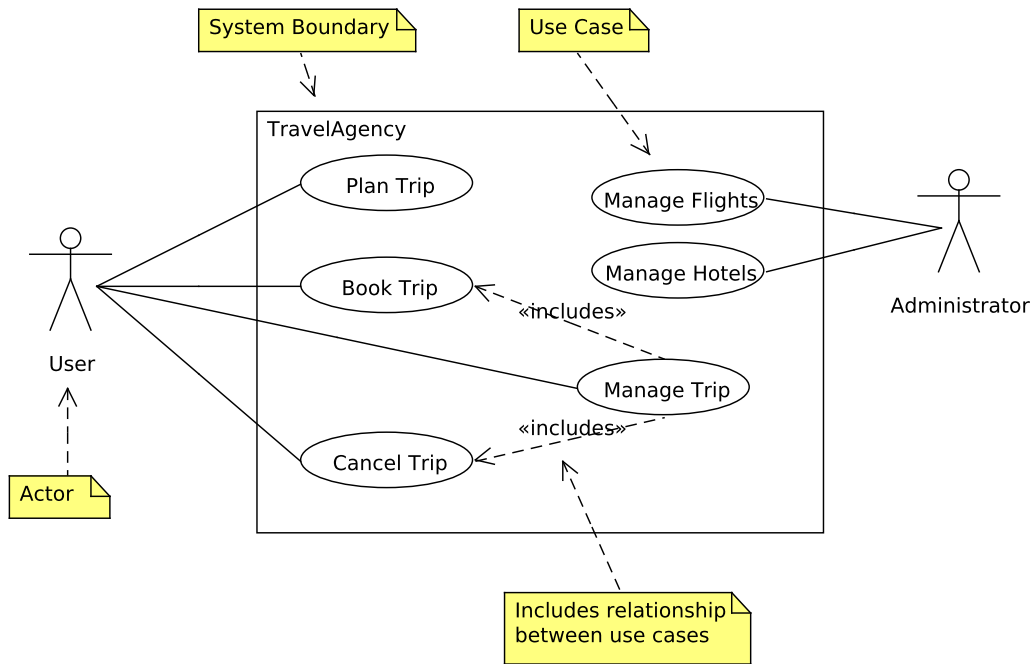 System Boundary
Use Case
TravelAgency
Plan Trip
Manage Flights
Book Trip
Manage Hotels
Administrator
«includes»
User
Manage Trip
«includes»
Cancel Trip
Actor
Includes relationship
between use cases